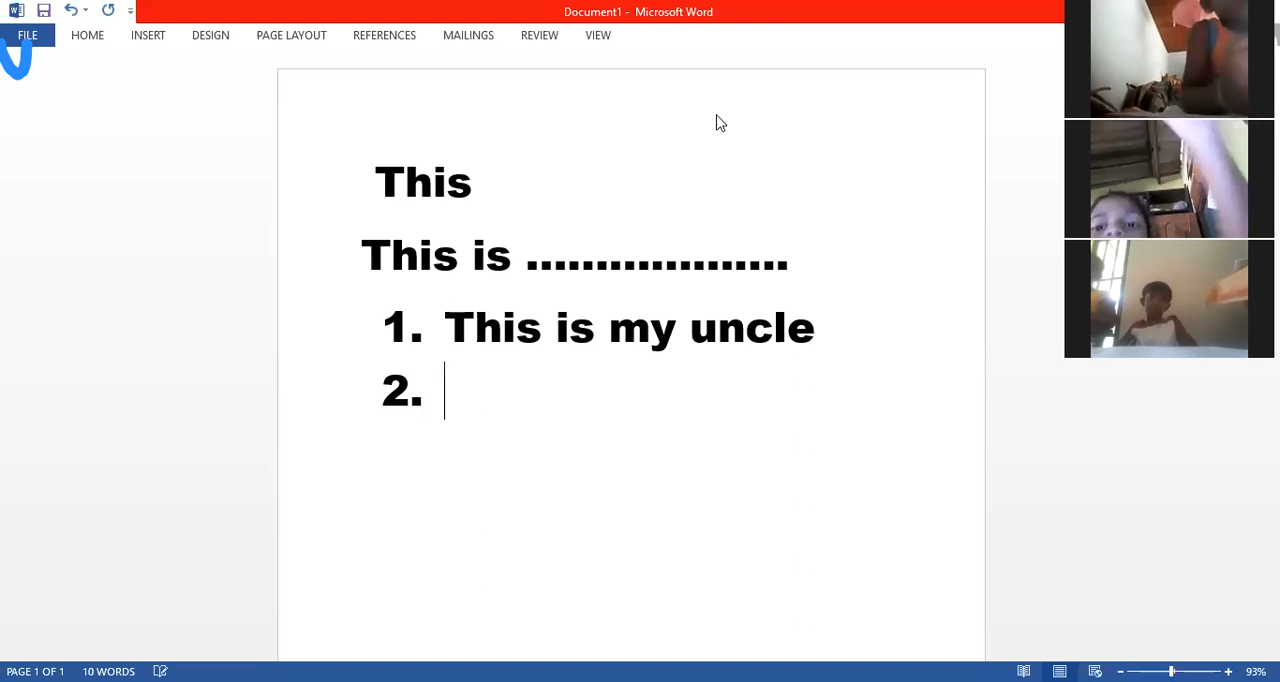 Document1 - Microsoft Word
FILE HOME INSERT DESIGN PAGE LAYOUT REFERENCES MAILINGS REVIEW VIEW
This
This is ...................
1. This is my uncle
2.
PAGE 1 OF 1 10 WORDS 93%